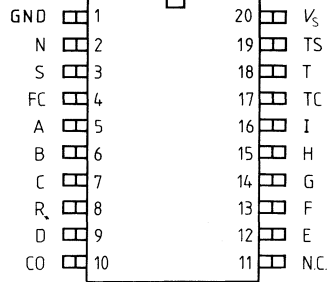 GND 1 20 Vs
N 2 19 TS
S 3 18 T
FC 4 17 TC
A 5 16 I
B 6 15 H
C 7 14 G
R 8 13 F
D 9 12 E
CO 10 11 N.C.